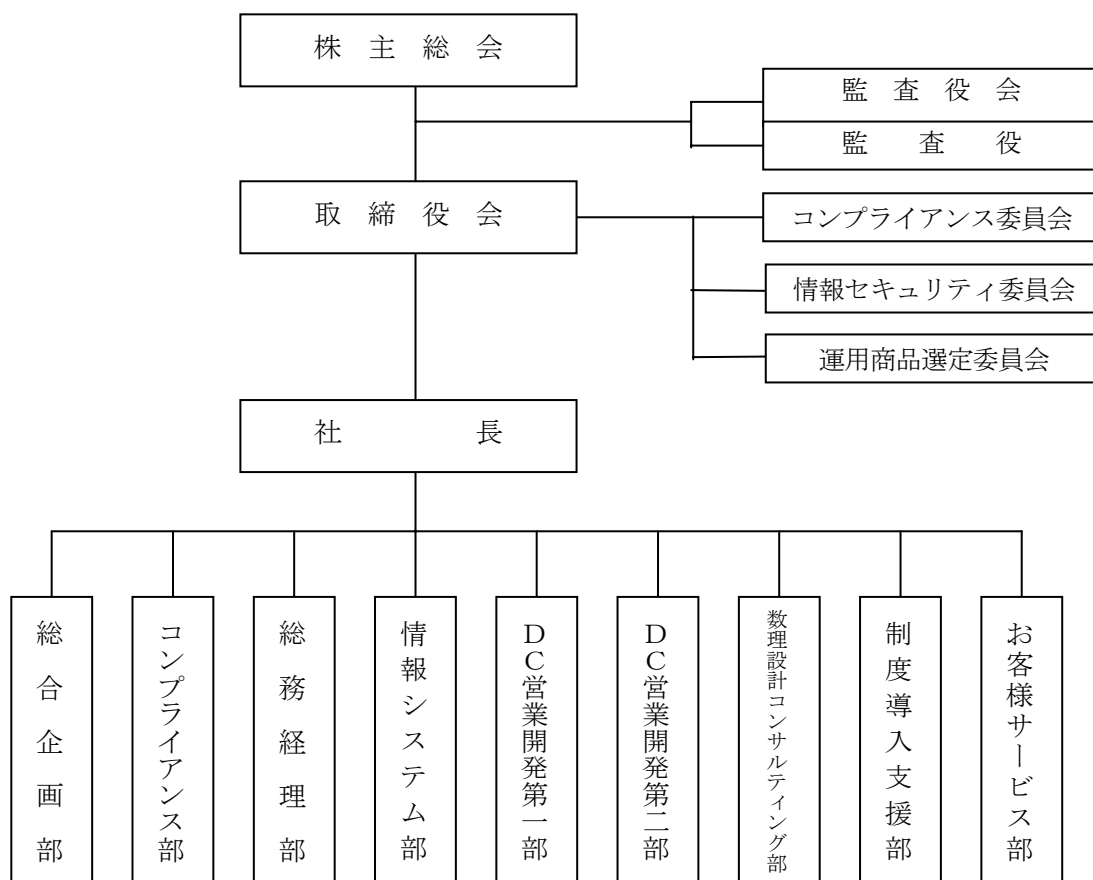 株主総会
監査役会
監査役
取締役会
コンプライアンス委員会
情報セキュリティ委員会
運用商品選定委員会
社長
総合企画部
コンプライアンス部
総務経理部
情報システム部
DC営業開発第一部
DC営業開発第二部
数理設計コンサルティング部
制度導入支援部
お客様サービス部